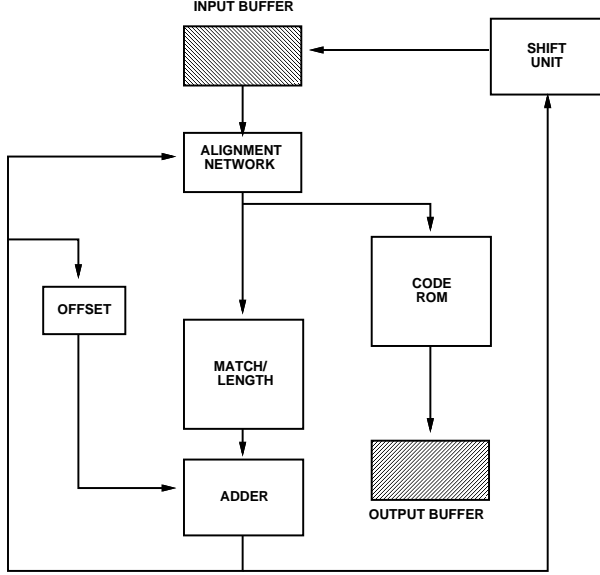 INPUT BUFFER
SHIFT
UNIT
ALIGNMENT
NETWORK
CODE
ROM
OFFSET
MATCH/
LENGTH
ADDER
OUTPUT BUFFER